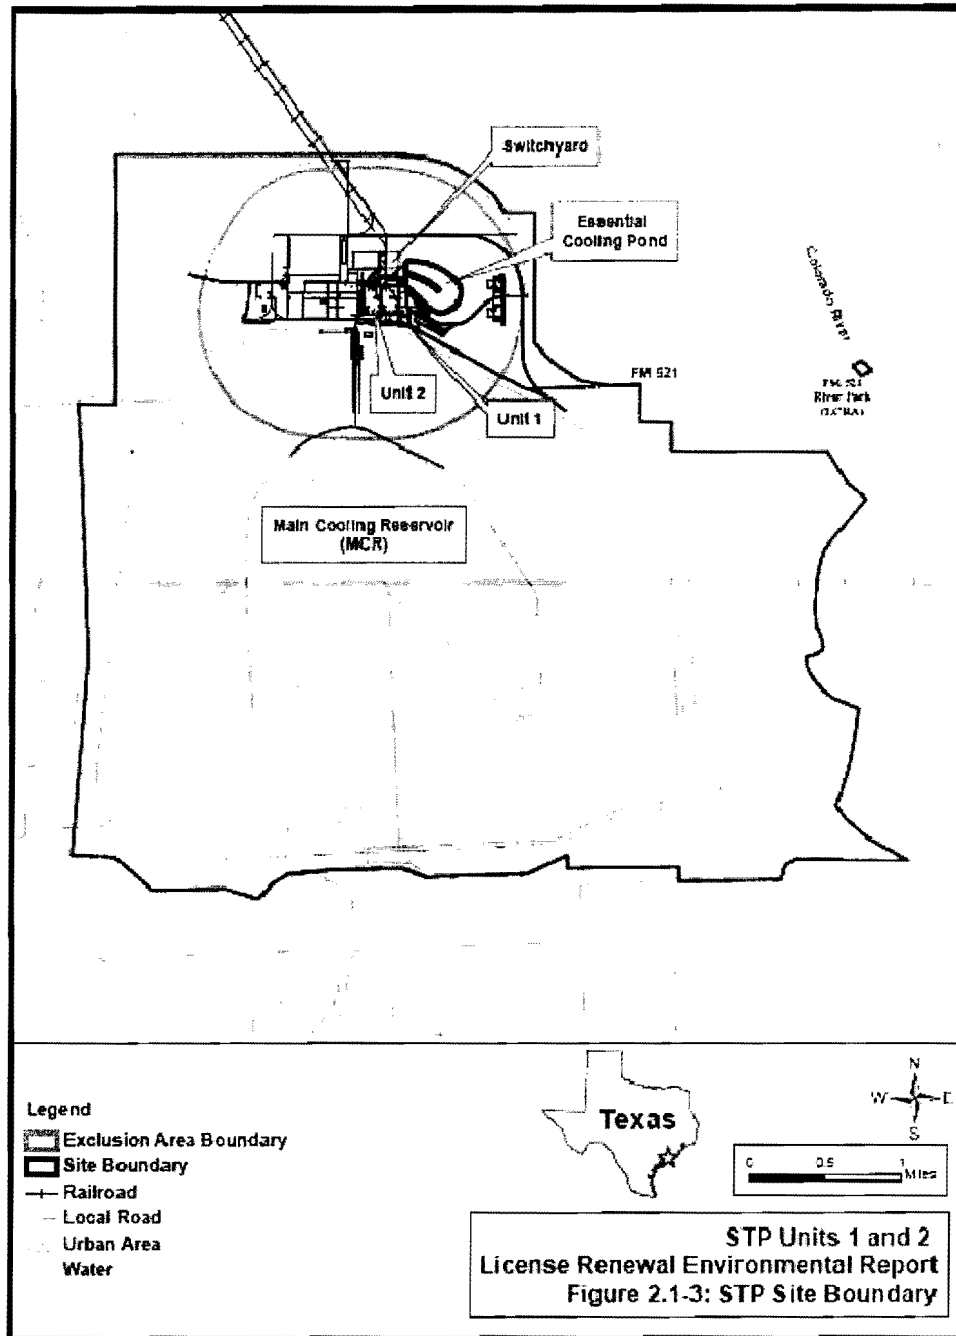 Switchyard
Essential
Cooling Pond
Colorado River
FM 521
River Park
Unit 2
Unit 1
Main Cooling Reservoir
(MCR)
Legend
Exclusion Area Boundary
Site Boundary
Railroad
Local Road
Urban Area
Water
Texas
N
W
E
S
0 0.5 1
Miles
STP Units 1 and 2
License Renewal Environmental Report
Figure 2.1-3: STP Site Boundary